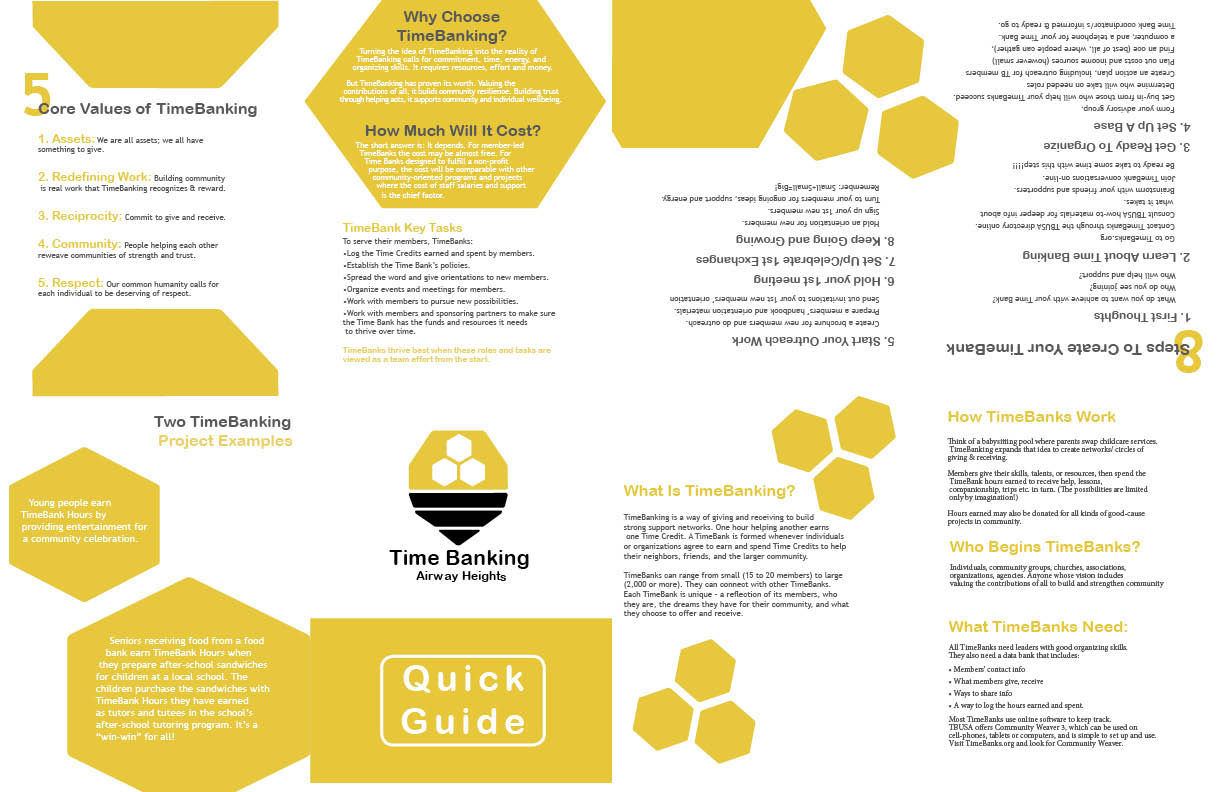 5
Core Values of TimeBanking
1. Assets: We are all assets; we all have
something to give.
2. Redefining Work: Building community
is real work that TimeBanking recognizes & reward.
3. Reciprocity: Commit to give and receive.
4. Community: People helping each other
reweave communities of strength and trust.
5. Respect: Our common humanity calls for
each individual to be deserving of respect.
Why Choose
TimeBanking?
Turning the idea of TimeBanking into the reality of
TimeBanking calls for commitment, time, energy, and
organizing skills. It requires resources, effort and money.
But TimeBanking has proven its worth. Valuing the
contributions of all, it builds community resilience. Building trust
through helping acts, it supports community and individual wellbeing.
How Much Will It Cost?
The short answer is: It depends. For member-led
TimeBanks the cost may be almost free. For
Time Banks designed to fulfill a non-profit
purpose, the cost will be comparable with other
community-oriented programs and projects
where the cost of staff salaries and support
is the chief factor.
TimeBank Key Tasks
To serve their members, TimeBanks:
•Log the Time Credits earned and spent by members.
•Establish the Time Bank's policies.
•Spread the word and give orientations to new members.
•Organize events and meetings for members.
•Work with members to pursue new possibilities.
•Work with members and sponsoring partners to make sure
the Time Bank has the funds and resources it needs
to thrive over time.
TimeBanks thrive best when these roles and tasks are
viewed as a team effort from the start.
8
Steps To Create Your TimeBank
1. First Thoughts
What do you want to achieve with your Time Bank?
Who do you see joining?
Who will help and support?
2. Learn About Time Banking
Go to TimeBanks.org
Contact TimeBanks through the TBUSA directory online.
Consult TBUSA how-to materials for deeper info about
what it takes.
Brainstorm with your friends and supporters.
Join TimeBank conversations on-line.
Be ready to take some time with this step!!!!
3. Get Ready To Organize
4. Set Up A Base
Form your advisory group.
Get buy-in from those who will help your TimeBanks succeed.
Determine who will take on needed roles
Create an action plan, including outreach for TB members
Plan out costs and income sources (however small)
Find an oce (best of all, where people can gather),
a computer, and a telephone for your Time Bank.
Time Bank coordinator/s informed & ready to go.
5. Start Your Outreach Work
Create a brochure for new members and do outreach.
Prepare a members' handbook and orientation materials.
Send out invitations to your 1st new members' orientation
6. Hold your 1st meeting
7. Set Up/Celebrate 1st Exchanges
8. Keep Going and Growing
Hold an orientation for new members.
Sign up your 1st new members.
Turn to your members for ongoing ideas, support and energy.
Remember: Small+Small=Big!
Two TimeBanking
Project Examples
Young people earn
TimeBank Hours by
providing entertainment for
a community celebration.
Seniors receiving food from a food
bank earn TimeBank Hours when
they prepare after-school sandwiches
for children at a local school. The
children purchase the sandwiches with
TimeBank Hours they have earned
as tutors and tutees in the school's
after-school tutoring program. It's a
"win-win" for all!
Time Banking
Airway Heights
Quick
Guide
What Is TimeBanking?
TimeBanking is a way of giving and receiving to build
strong support networks. One hour helping another earns
one Time Credit. A TimeBank is formed whenever individuals
or organizations agree to earn and spend Time Credits to help
their neighbors, friends, and the larger community.
TimeBanks can range from small (15 to 20 members) to large
(2,000 or more). They can connect with other TimeBanks.
Each TimeBank is unique - a reflection of its members, who
they are, the dreams they have for their community, and what
they choose to offer and receive.
How TimeBanks Work
Think of a babysitting pool where parents swap childcare services.
TimeBanking expands that idea to create networks/ circles of
giving & receiving.
Members give their skills, talents, or resources, then spend the
TimeBank hours earned to receive help, lessons,
companionship, trips etc. in turn. (The possibilities are limited
only by imagination!)
Hours earned may also be donated for all kinds of good-cause
projects in community.
Who Begins TimeBanks?
Individuals, community groups, churches, associations,
organizations, agencies. Anyone whose vision includes
valuing the contributions of all to build and strengthen community
What TimeBanks Need:
All TimeBanks need leaders with good organizing skills.
They also need a data bank that includes:
• Members' contact info
• What members give, receive
• Ways to share info
• A way to log the hours earned and spent.
Most TimeBanks use online software to keep track.
TBUSA offers Community Weaver 3, which can be used on
cell-phones, tablets or computers, and is simple to set up and use.
Visit TimeBanks.org and look for Community Weaver.